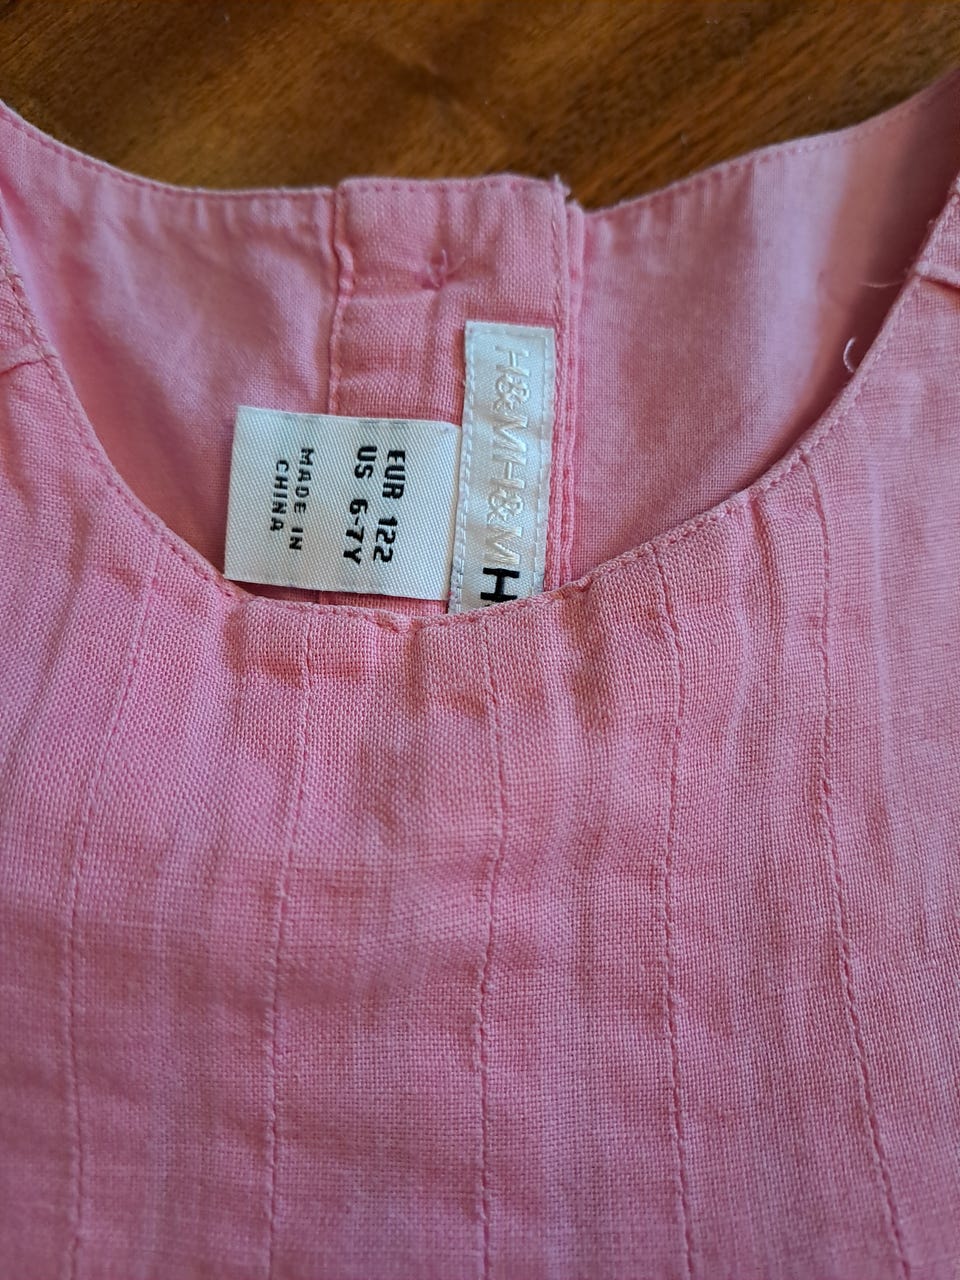 EUR 122
US 6-7Y
MADE IN
CHINA
H&MH&MH